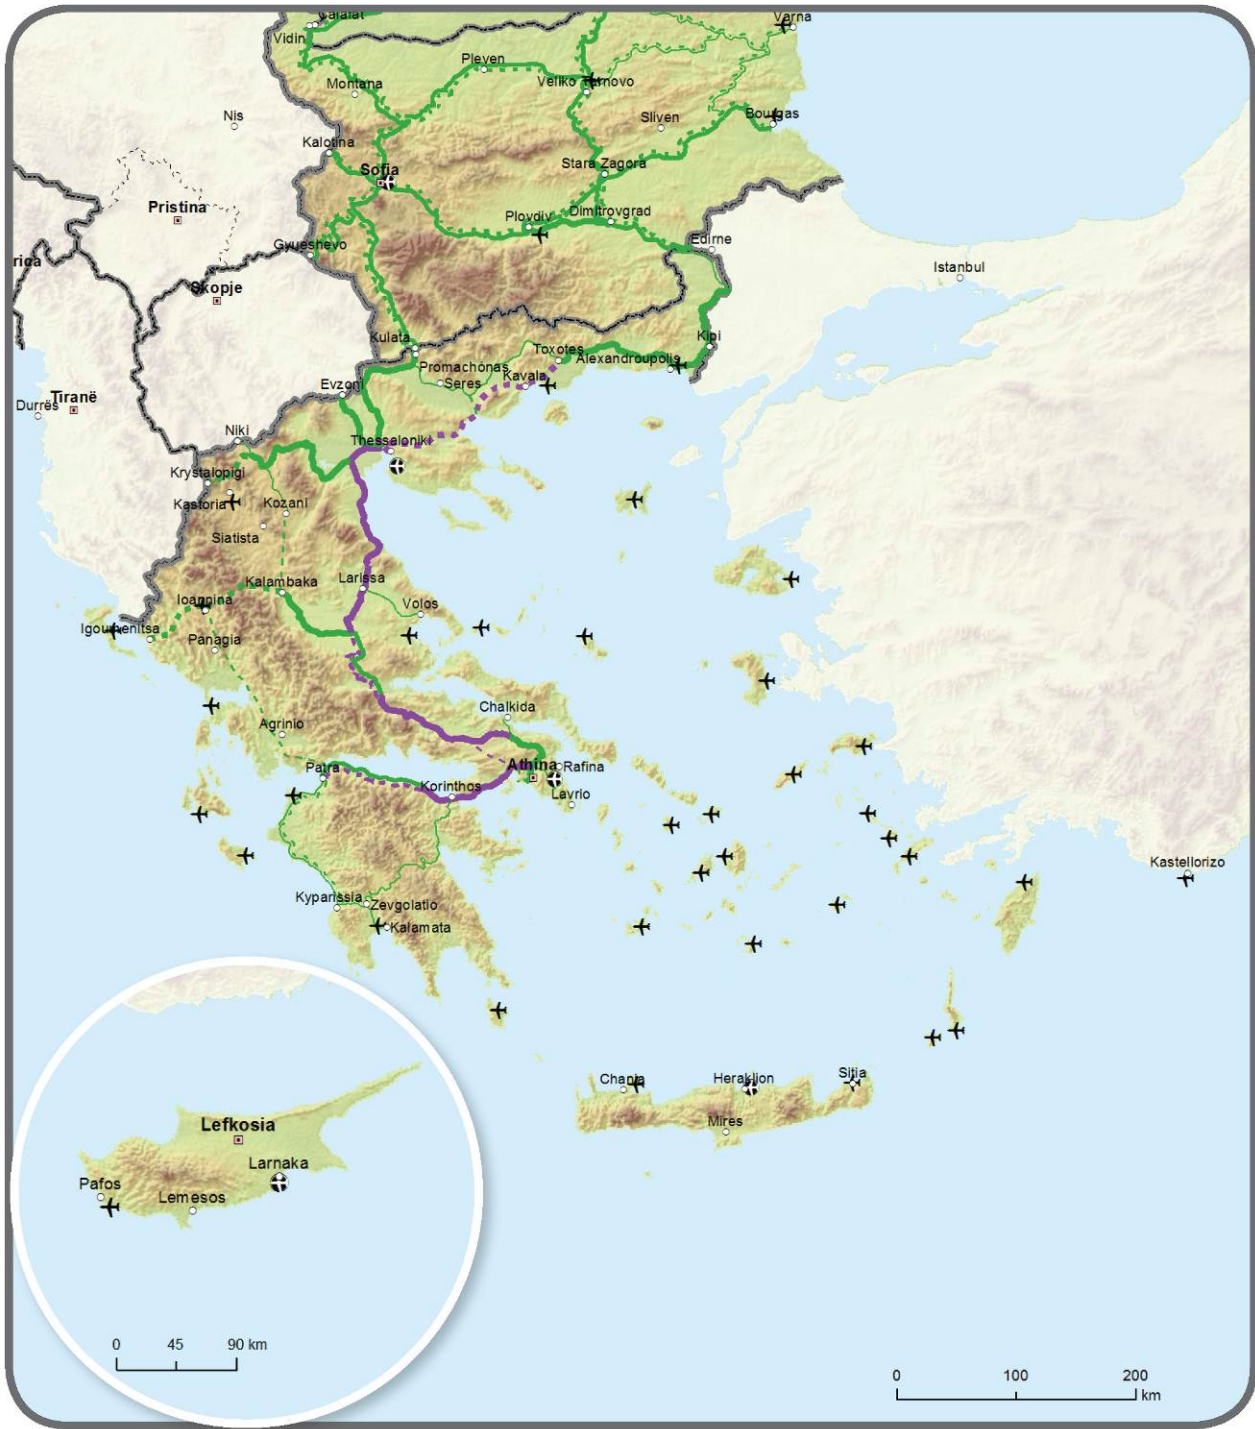 Calafat
Varna
Vidin
Pleven
Montana
Veliko Tarnovo
Nis
Sliven
Bourgas
Kalotina
Sofia
Stara Zagora
Pristina
Plovdiv
Dimitrovgrad
Gyueshevo
Edirne
rica
Istanbul
Skopje
Kulata
Kipi
Toxotes
Promachonas
Alexandroupolis
Seres
Kavala
Evzoni
Tiranë
Durrës
Niki
Thessaloniki
Krystalopigi
Kastoria
Kozani
Siatista
Kalambaka
Larissa
Ioannina
Volos
Igoumenitsa
Panagia
Chalkida
Agrinio
Athina
Rafina
Patra
Korinthos
Lavrio
Kastellorizo
Kyparissia
Zevgolatio
Kalamata
Chania
Heraklion
Sitia
Mires
Lefkosia
Larnaka
Pafos
Lemesos
0 45 90 km
0 100 200
km